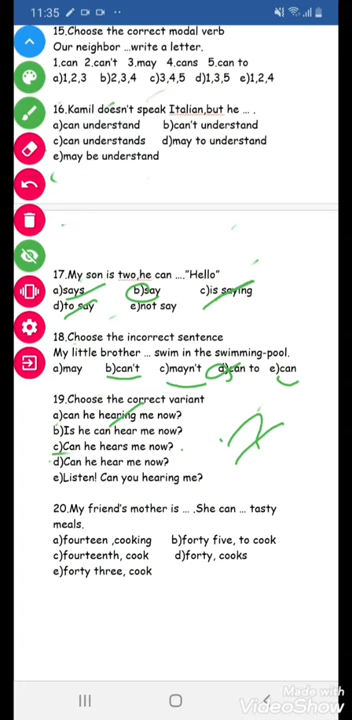 11:35
15.Choose the correct modal verb
Our neighbor ...write a letter.
1.can 2.can't 3.may 4.cans 5.can to
a)1,2,3 b)2,3,4 c)3,4,5 d)1,3,5 e)1,2,4
16.Kamil doesn't speak Italian,but he ... .
a)can understand b)can't understand
c)can understands d)may to understand
e)may be understand
17.My son is two,he can ...."Hello"
a)says b)say c)is saying
d)to say e)not say
18.Choose the incorrect sentence
My little brother ... swim in the swimming-pool.
a)may b)can't c)mayn't d)can to e)can
19.Choose the correct variant
a)can he hearing me now?
b)Is he can hear me now?
c)Can he hears me now?
d)Can he hear me now?
e)Listen! Can you hearing me?
20.My friend's mother is ... .She can ... tasty
meals.
a)fourteen ,cooking b)forty five, to cook
c)fourteenth, cook d)forty, cooks
e)forty three, cook
Made with
VideoShow